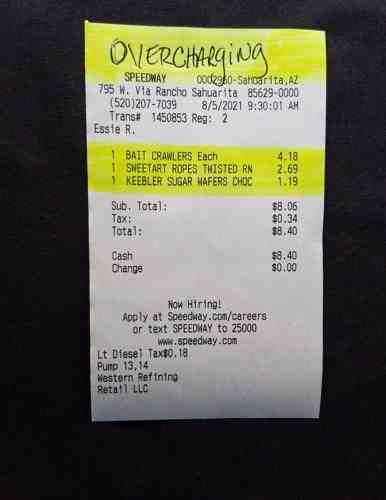 OVERCHARGING
SPEEDWAY 0002960-Sahuarita,AZ
795 W. Via Rancho Sahuarita 85629-0000
(520)207-7039 8/5/2021 9:30:01 AM
Trans# 1450853 Reg: 2
Essie R.
1 BAIT CRAWLERS Each 4.18
1 SWEETART ROPES TWISTED RN 2.69
1 KEEBLER SUGAR WAFERS CHOC 1.19
Sub. Total: $8.06
Tax: $0.34
Total: $8.40
Cash $8.40
Change $0.00
Now Hiring!
Apply at Speedway.com/careers
or text SPEEDWAY to 25000
www.speedway.com
Lt Diesel Tax$0.18
Pump 13,14
Western Refining
Retail LLC